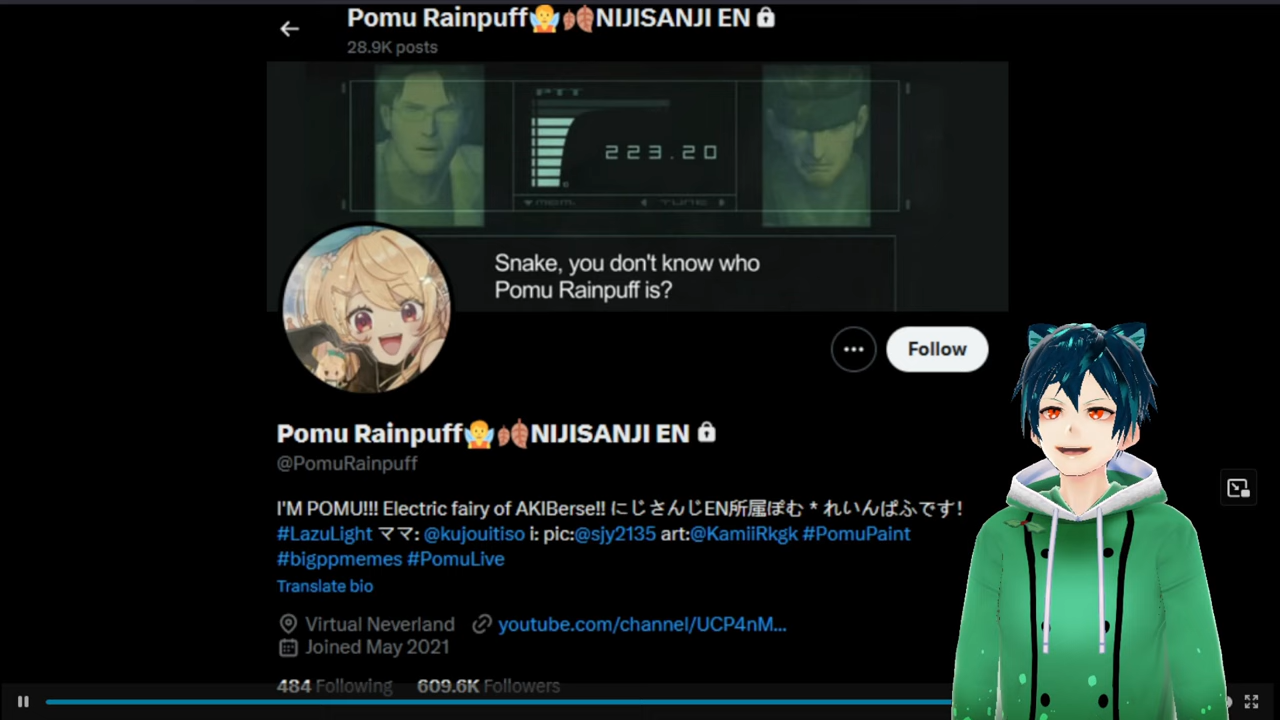 Pomu Rainpuff🧚🍂NIJISANJI EN 🔒
28.9K posts
PTT
223.20
MEM. TUNE
Snake, you don't know who
Pomu Rainpuff is?
Follow
Pomu Rainpuff🧚🍂NIJISANJI EN 🔒
@PomuRainpuff
I'M POMU!!! Electric fairy of AKIBerse!! にじさんじEN所属ぽむ * れいんぱふです!
#LazuLight ママ: @kujouitiso i: pic:@sjy2135 art:@KamiiRkgk #PomuPaint
#bigppmemes #PomuLive
Translate bio
Virtual Neverland youtube.com/channel/UCP4nM...
Joined May 2021
484 Following 609.6K Followers